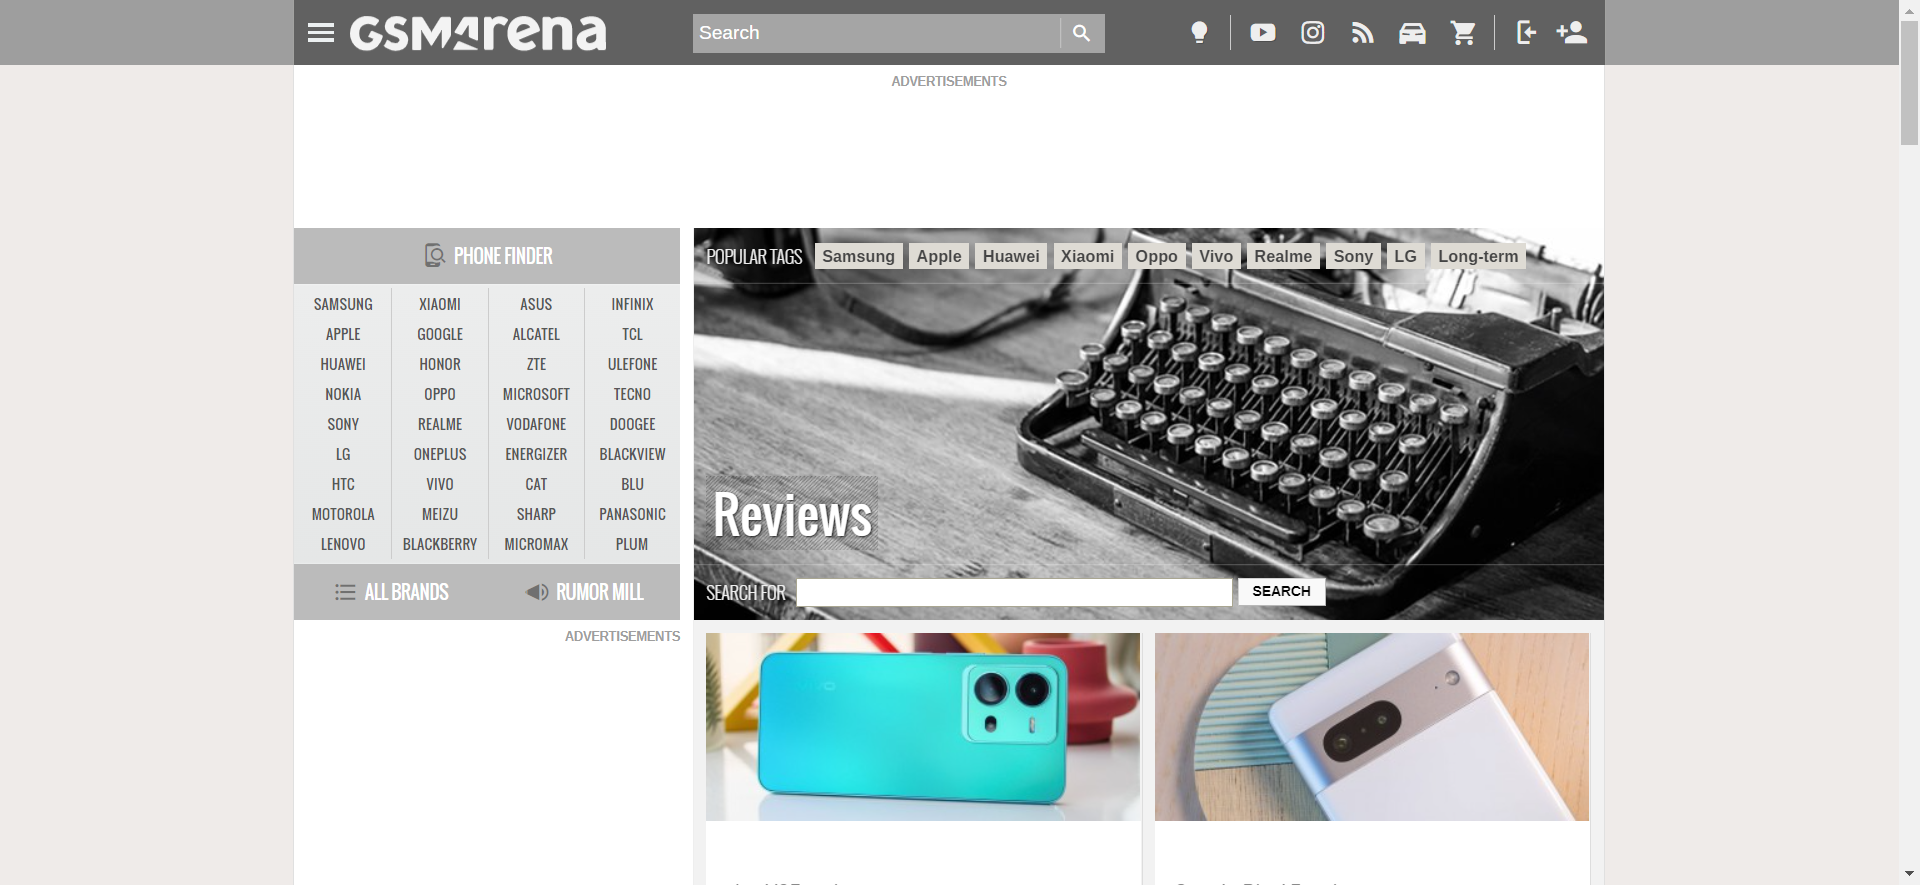 GSMArena
Search
ADVERTISEMENTS
PHONE FINDER
SAMSUNG XIAOMI ASUS INFINIX
APPLE GOOGLE ALCATEL TCL
HUAWEI HONOR ZTE ULEFONE
NOKIA OPPO MICROSOFT TECNO
SONY REALME VODAFONE DOOGEE
LG ONEPLUS ENERGIZER BLACKVIEW
HTC VIVO CAT BLU
MOTOROLA MEIZU SHARP PANASONIC
LENOVO BLACKBERRY MICROMAX PLUM
ALL BRANDS RUMOR MILL
ADVERTISEMENTS
POPULAR TAGS Samsung Apple Huawei Xiaomi Oppo Vivo Realme Sony LG Long-term
Reviews
SEARCH FOR SEARCH